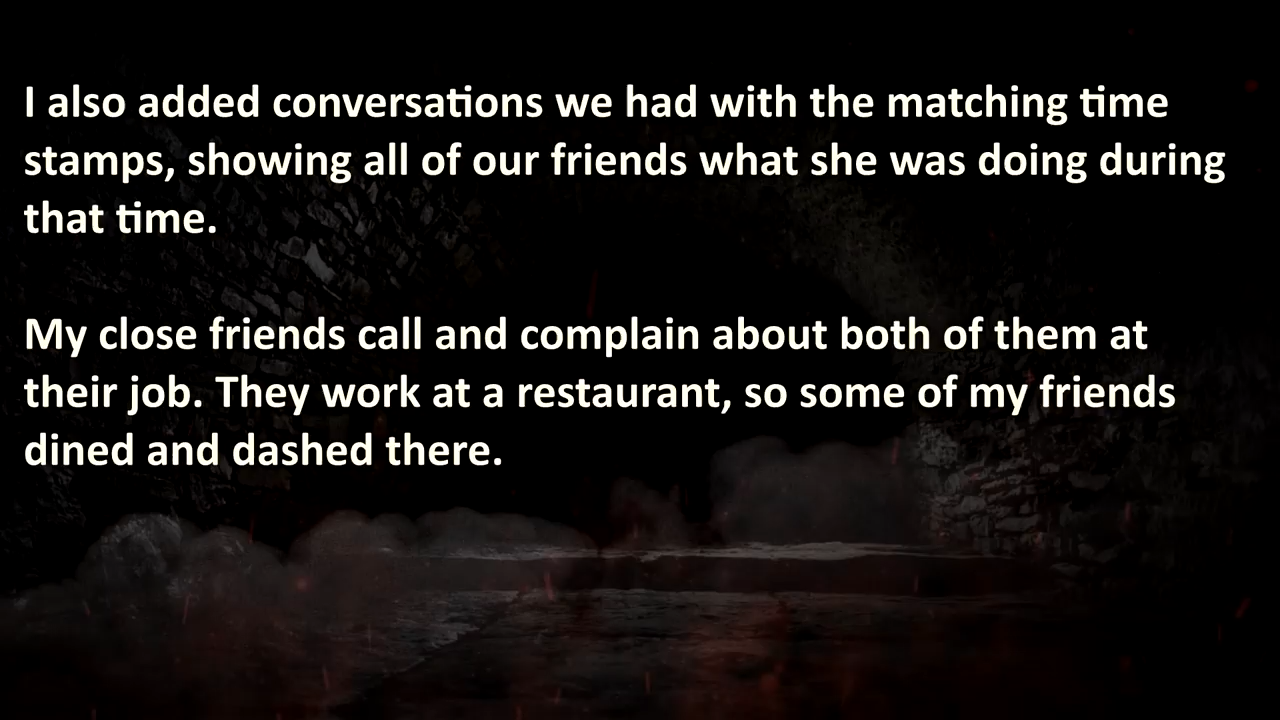 I also added conversations we had with the matching time
stamps, showing all of our friends what she was doing during
that time.
My close friends call and complain about both of them at
their job. They work at a restaurant, so some of my friends
dined and dashed there.